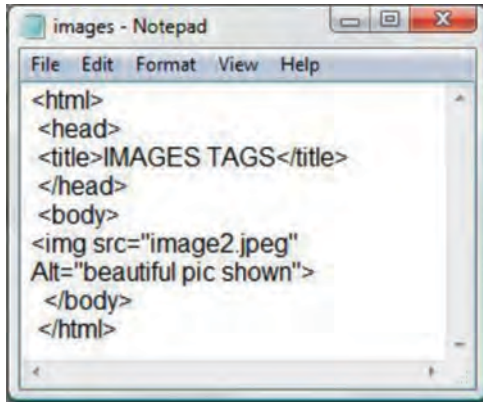 images - Notepad
File Edit Format View Help
<html>
<head>
<title>IMAGES TAGS</title>
</head>
<body>
<img src="image2.jpeg"
Alt="beautiful pic shown">
</body>
</html>